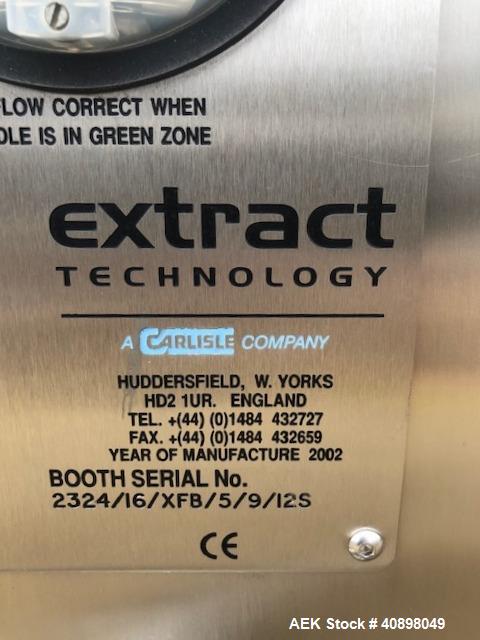 FLOW CORRECT WHEN
IS IN GREEN ZONE
extract
TECHNOLOGY
A CARLISLE COMPANY
HUDDERSFIELD, W. YORKS
HD2 1UR. ENGLAND
TEL. +(44) (0)1484 432727
FAX. +(44) (0)1484 432659
YEAR OF MANUFACTURE 2002
BOOTH SERIAL No.
2324/16/XFB/5/9/12S
CE
AEK Stock # 40898049